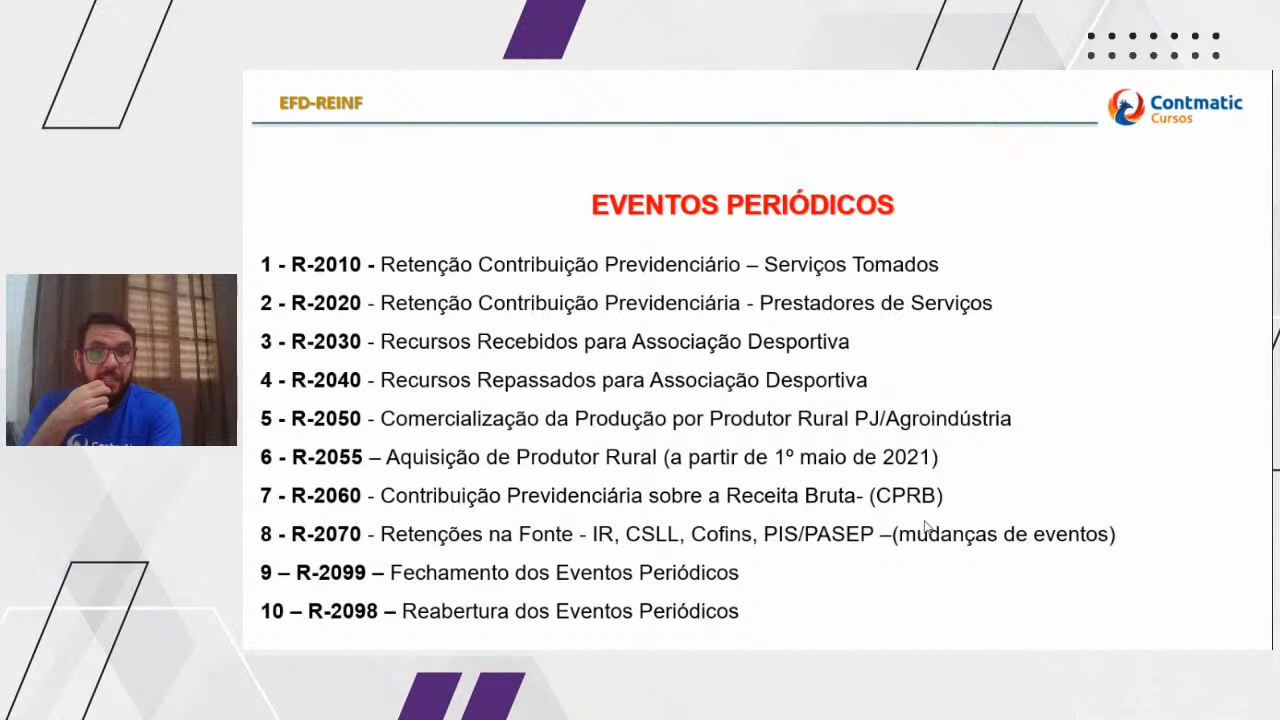 EFD-REINF
Contmatic
Cursos
EVENTOS PERIÓDICOS
1 - R-2010 - Retenção Contribuição Previdenciário – Serviços Tomados
2 - R-2020 - Retenção Contribuição Previdenciária - Prestadores de Serviços
3 - R-2030 - Recursos Recebidos para Associação Desportiva
4 - R-2040 - Recursos Repassados para Associação Desportiva
5 - R-2050 - Comercialização da Produção por Produtor Rural PJ/Agroindústria
6 - R-2055 – Aquisição de Produtor Rural (a partir de 1º maio de 2021)
7 - R-2060 - Contribuição Previdenciária sobre a Receita Bruta- (CPRB)
8 - R-2070 - Retenções na Fonte - IR, CSLL, Cofins, PIS/PASEP –(mudanças de eventos)
9 – R-2099 – Fechamento dos Eventos Periódicos
10 – R-2098 – Reabertura dos Eventos Periódicos